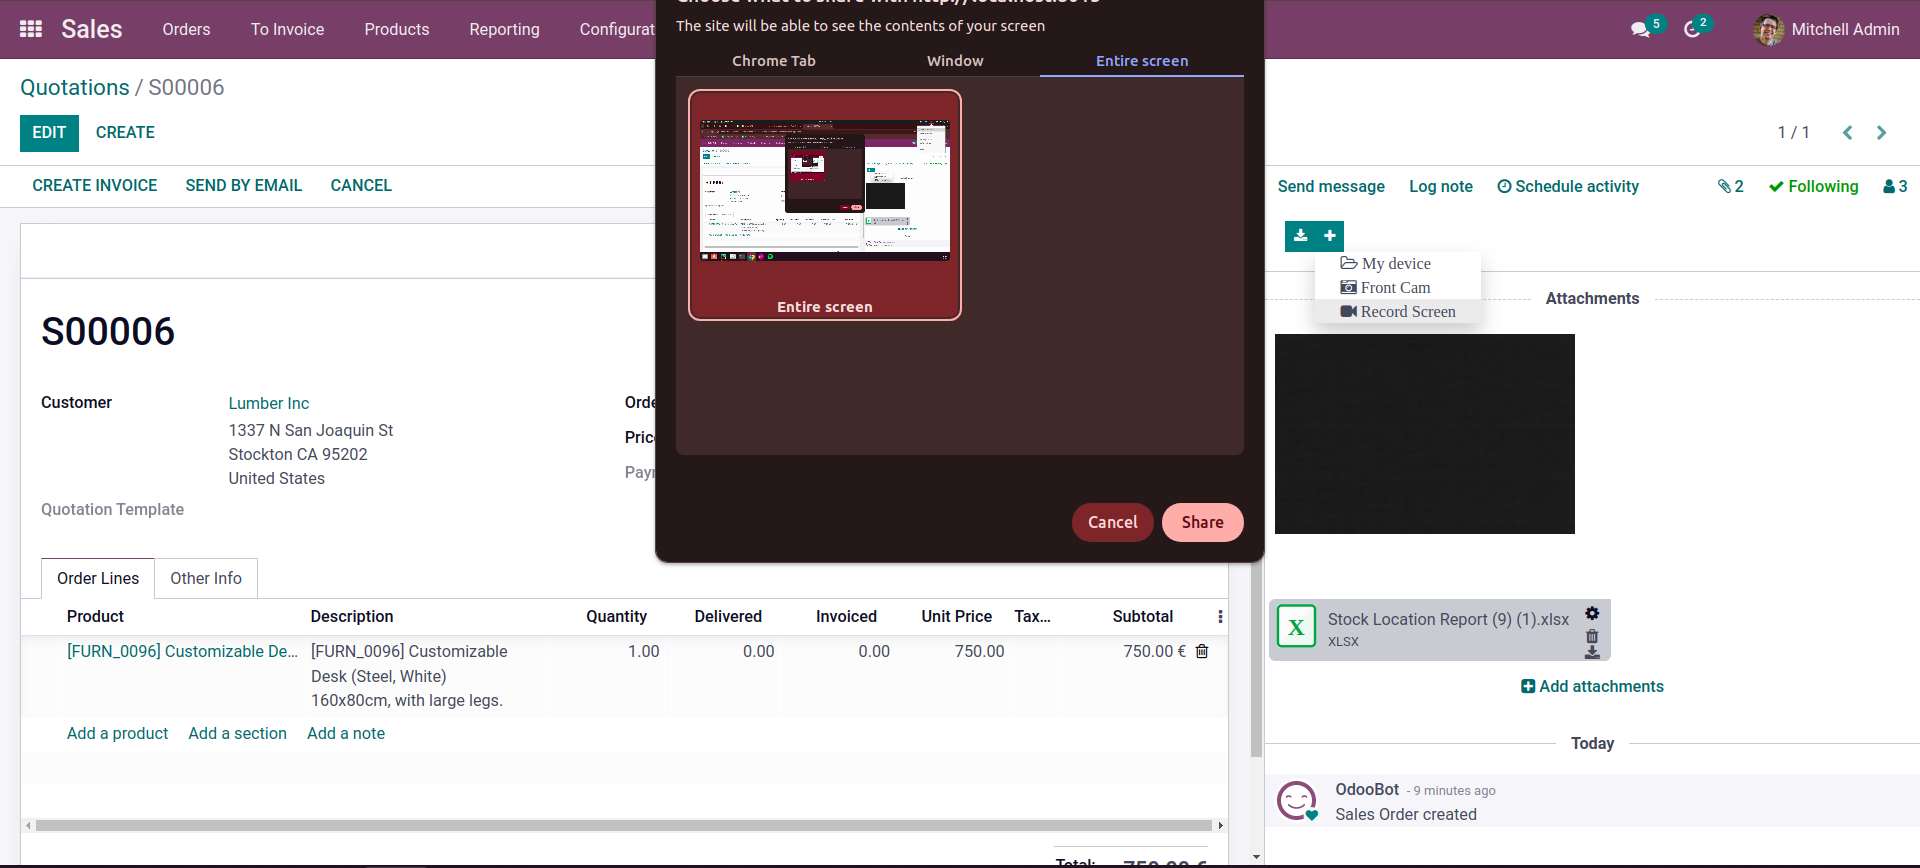 Sales
Orders
To Invoice
Products
Reporting
Configurat
5
2
Mitchell Admin
Quotations / S00006
EDIT
CREATE
1 / 1
CREATE INVOICE
SEND BY EMAIL
CANCEL
The site will be able to see the contents of your screen
Chrome Tab
Window
Entire screen
Entire screen
Cancel
Share
Send message
Log note
Schedule activity
2
Following
3
My device
Front Cam
Record Screen
Attachments
S00006
Customer
Lumber Inc
1337 N San Joaquin St
Stockton CA 95202
United States
Quotation Template
Orde
Pric
Payr
Order Lines
Other Info
Product
Description
Quantity
Delivered
Invoiced
Unit Price
Tax...
Subtotal
[FURN_0096] Customizable De...
[FURN_0096] Customizable
Desk (Steel, White)
160x80cm, with large legs.
1.00
0.00
0.00
750.00
750.00 €
Add a product
Add a section
Add a note
Total:
750.00 €
X
Stock Location Report (9) (1).xlsx
XLSX
Add attachments
Today
OdooBot - 9 minutes ago
Sales Order created